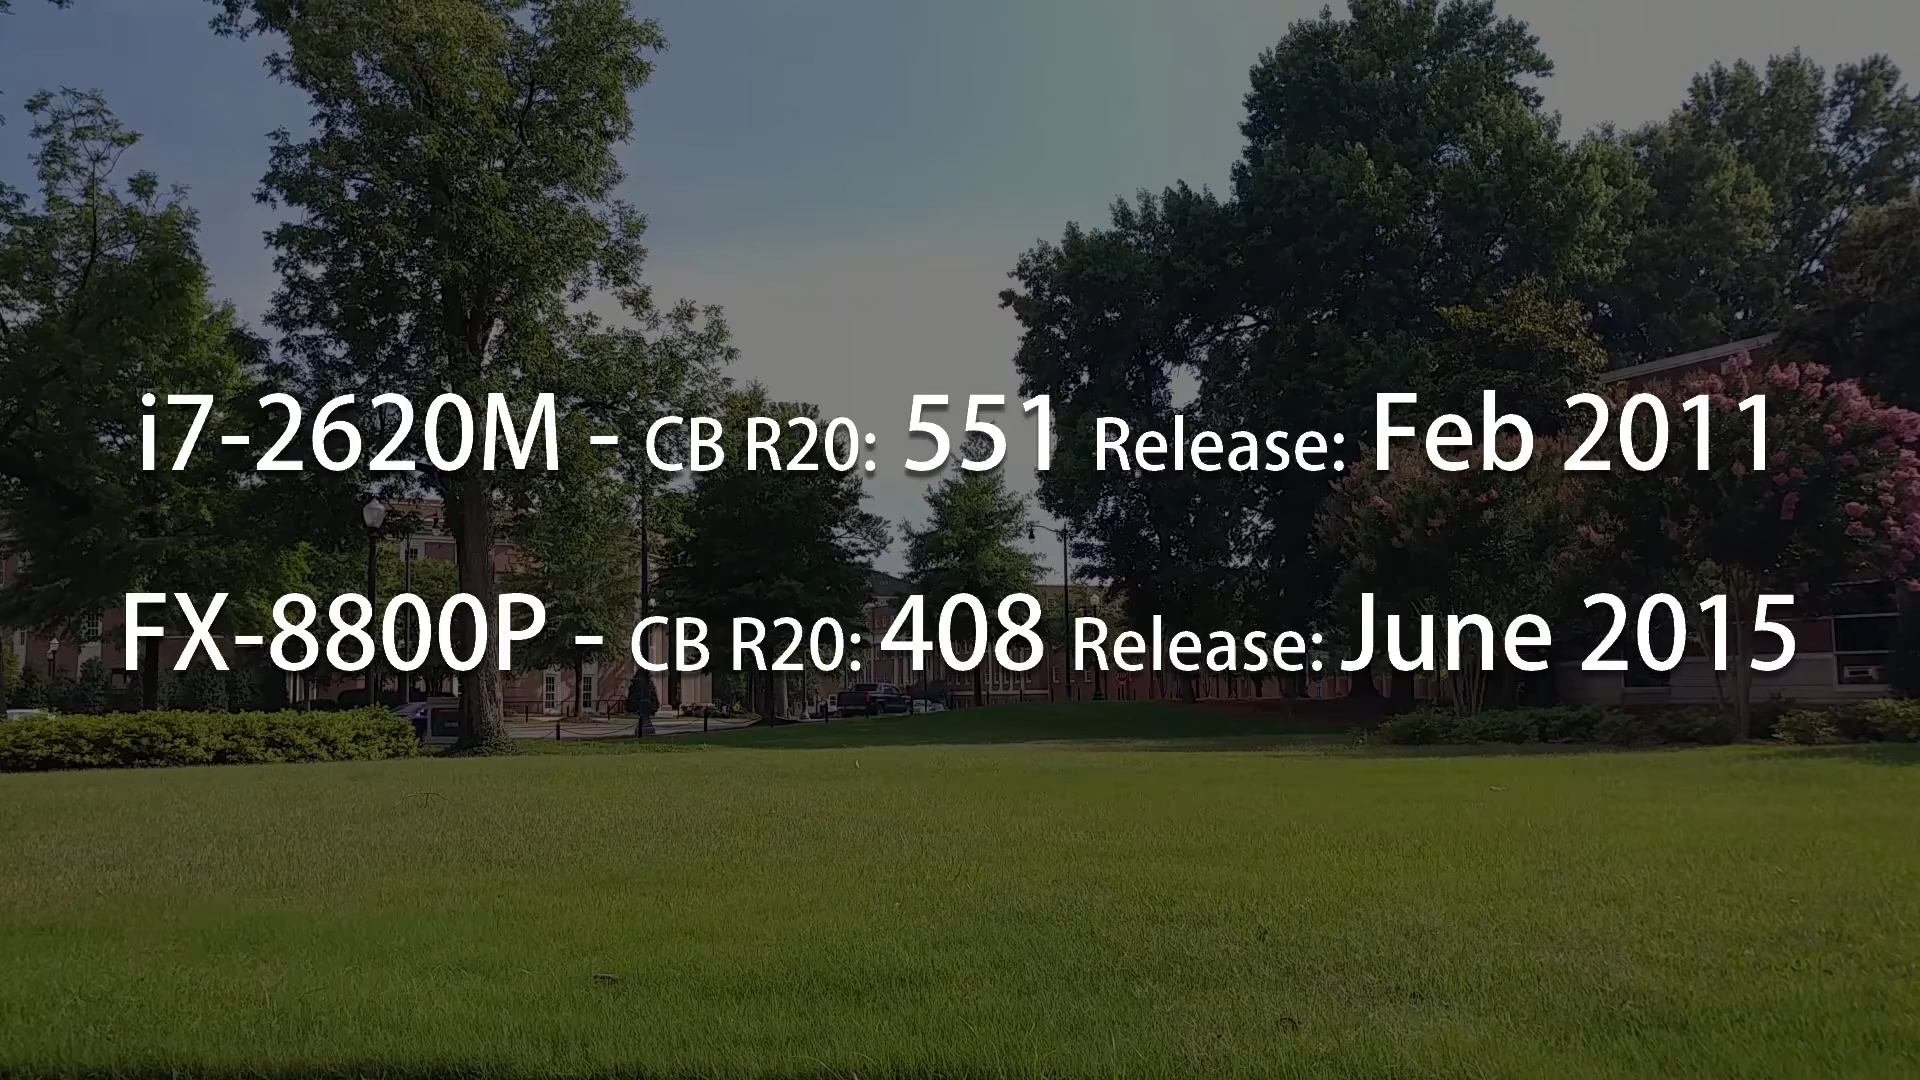 i7-2620M - CB R20: 551 Release: Feb 2011
FX-8800P - CB R20: 408 Release: June 2015